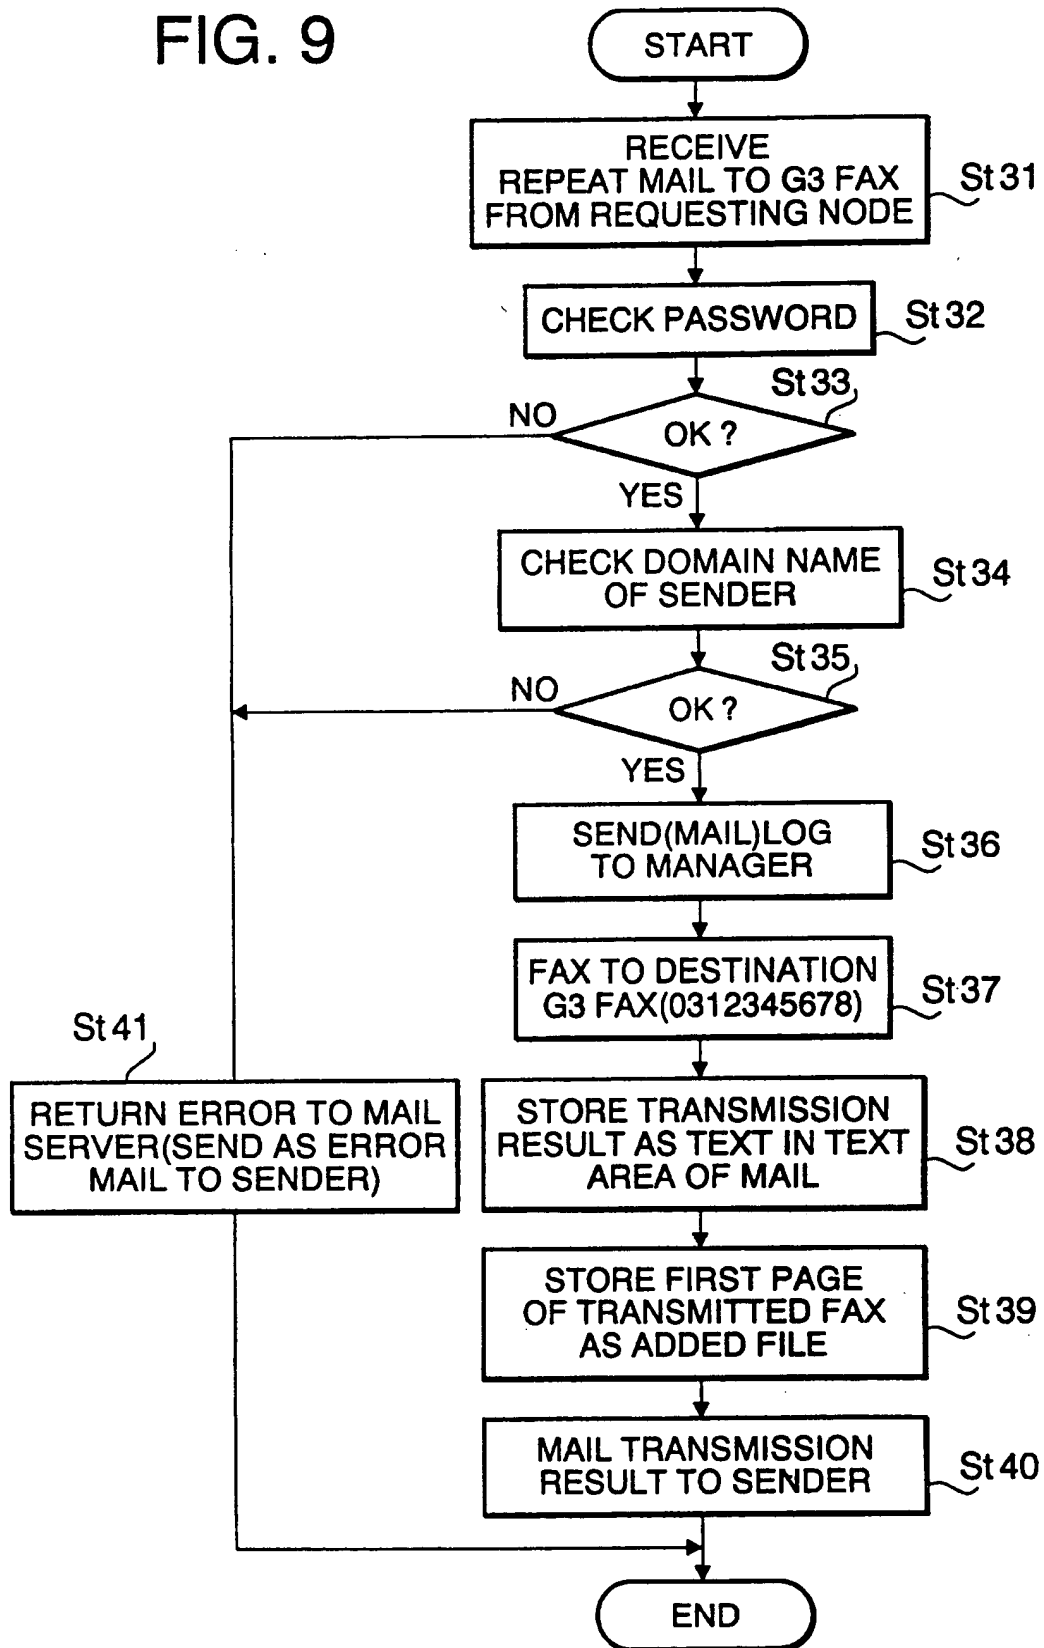 FIG. 9
START
RECEIVE
REPEAT MAIL TO G3 FAX
FROM REQUESTING NODE
St31
CHECK PASSWORD
St32
St33
NO
OK ?
YES
CHECK DOMAIN NAME
OF SENDER
St34
St35
NO
OK ?
YES
SEND(MAIL)LOG
TO MANAGER
St36
FAX TO DESTINATION
G3 FAX(0312345678)
St37
St41
RETURN ERROR TO MAIL
SERVER(SEND AS ERROR
MAIL TO SENDER)
STORE TRANSMISSION
RESULT AS TEXT IN TEXT
AREA OF MAIL
St38
STORE FIRST PAGE
OF TRANSMITTED FAX
AS ADDED FILE
St39
MAIL TRANSMISSION
RESULT TO SENDER
St40
END